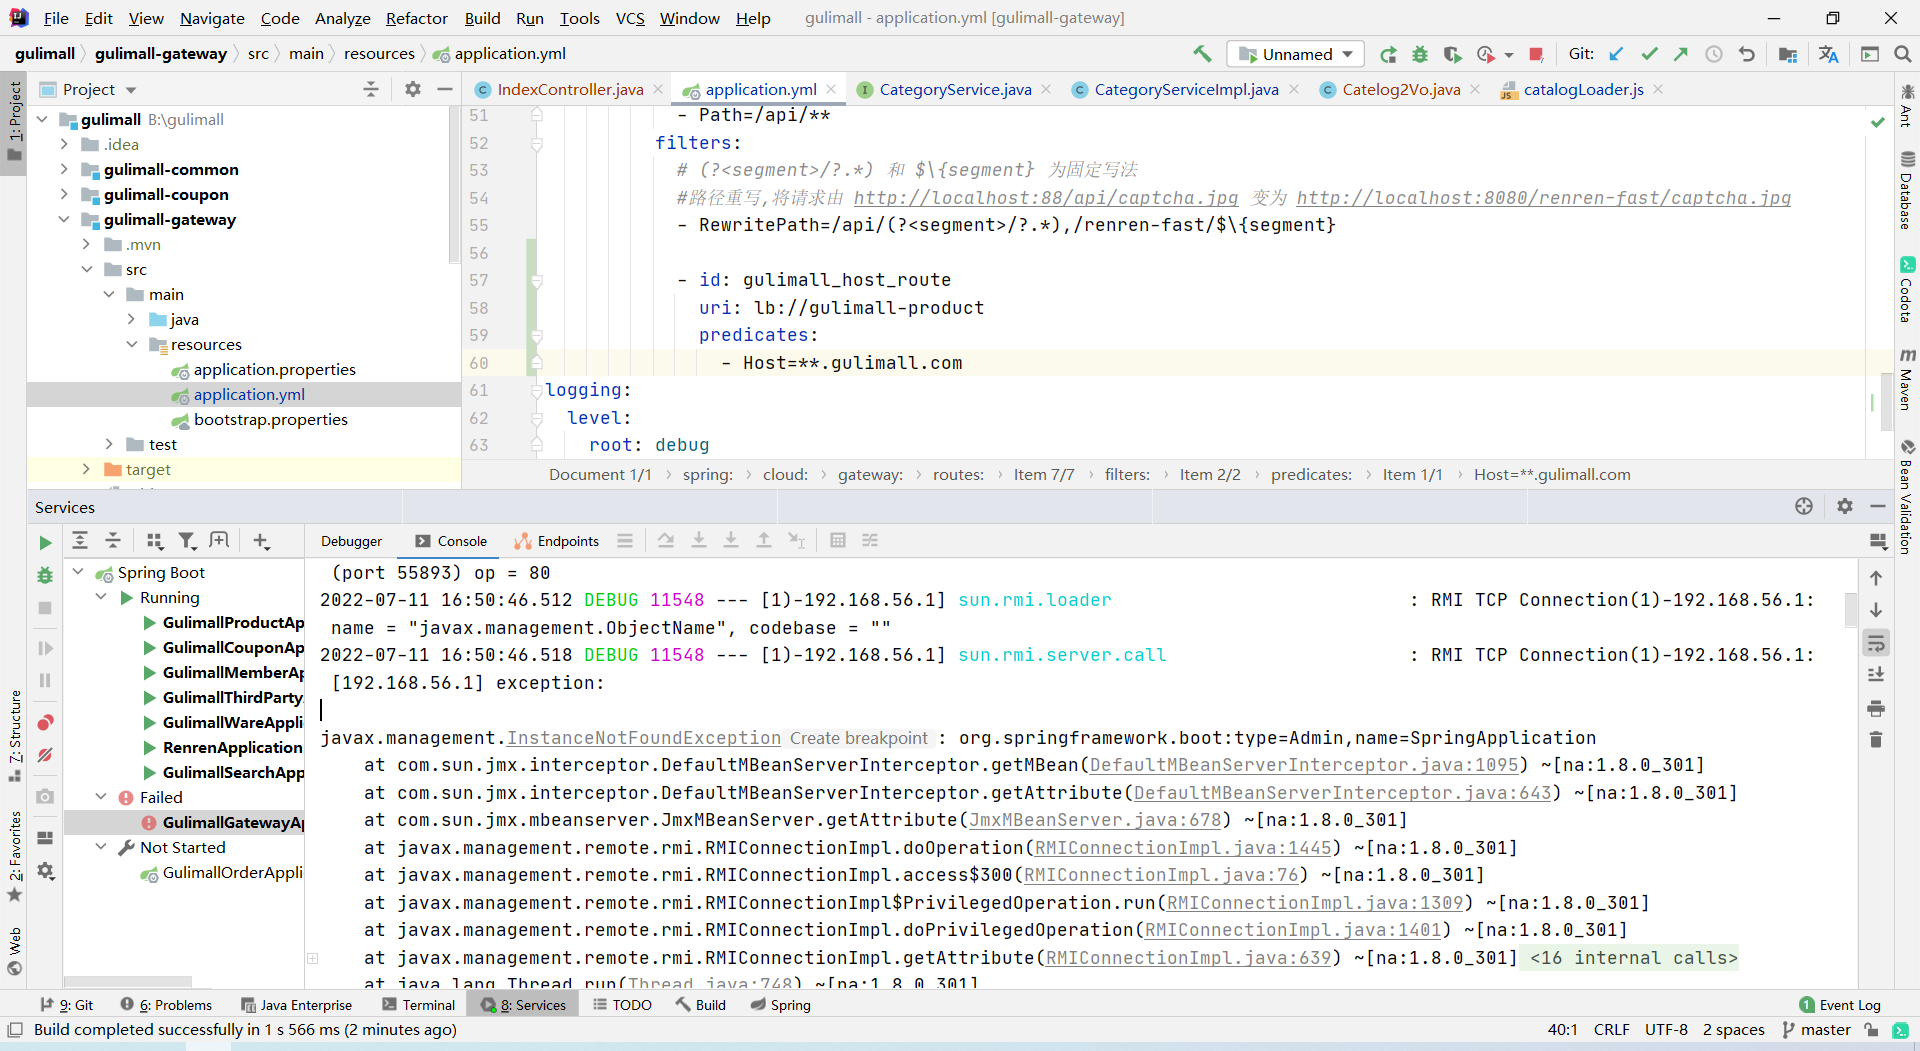 File Edit View Navigate Code Analyze Refactor Build Run Tools VCS Window Help gulimall - application.yml [gulimall-gateway]
gulimall gulimall-gateway src main resources application.yml Unnamed Git:
Project
IndexController.java application.yml CategoryService.java CategoryServiceImpl.java Catelog2Vo.java catalogLoader.js
1: Project
gulimall B:\gulimall
.idea
gulimall-common
gulimall-coupon
gulimall-gateway
.mvn
src
main
java
resources
application.properties
application.yml
bootstrap.properties
test
target
51 - Path=/api/**
52 filters:
53 # (?<segment>/?.*) 和 $\{segment} 为固定写法
54 #路径重写,将请求由 http://localhost:88/api/captcha.jpg 变为 http://localhost:8080/renren-fast/captcha.jpg
55 - RewritePath=/api/(?<segment>/?.*),/renren-fast/$\{segment}
56
57 - id: gulimall_host_route
58 uri: lb://gulimall-product
59 predicates:
60 - Host=**.gulimall.com
61 logging:
62 level:
63 root: debug
Document 1/1 spring: cloud: gateway: routes: Item 7/7 filters: Item 2/2 predicates: Item 1/1 Host=**.gulimall.com
Ant
Database
Codota
Maven
Bean Validation
Services
Debugger Console Endpoints
Spring Boot
Running
GulimallProductAp
GulimallCouponAp
GulimallMemberAp
GulimallThirdParty
GulimallWareAppli
RenrenApplication
GulimallSearchApp
Failed
GulimallGatewayAp
Not Started
GulimallOrderAppli
(port 55893) op = 80
2022-07-11 16:50:46.512 DEBUG 11548 --- [1)-192.168.56.1] sun.rmi.loader : RMI TCP Connection(1)-192.168.56.1:
name = "javax.management.ObjectName", codebase = ""
2022-07-11 16:50:46.518 DEBUG 11548 --- [1)-192.168.56.1] sun.rmi.server.call : RMI TCP Connection(1)-192.168.56.1:
[192.168.56.1] exception:
javax.management.InstanceNotFoundException Create breakpoint : org.springframework.boot:type=Admin,name=SpringApplication
at com.sun.jmx.interceptor.DefaultMBeanServerInterceptor.getMBean(DefaultMBeanServerInterceptor.java:1095) ~[na:1.8.0_301]
at com.sun.jmx.interceptor.DefaultMBeanServerInterceptor.getAttribute(DefaultMBeanServerInterceptor.java:643) ~[na:1.8.0_301]
at com.sun.jmx.mbeanserver.JmxMBeanServer.getAttribute(JmxMBeanServer.java:678) ~[na:1.8.0_301]
at javax.management.remote.rmi.RMIConnectionImpl.doOperation(RMIConnectionImpl.java:1445) ~[na:1.8.0_301]
at javax.management.remote.rmi.RMIConnectionImpl.access$300(RMIConnectionImpl.java:76) ~[na:1.8.0_301]
at javax.management.remote.rmi.RMIConnectionImpl$PrivilegedOperation.run(RMIConnectionImpl.java:1309) ~[na:1.8.0_301]
at javax.management.remote.rmi.RMIConnectionImpl.doPrivilegedOperation(RMIConnectionImpl.java:1401) ~[na:1.8.0_301]
at javax.management.remote.rmi.RMIConnectionImpl.getAttribute(RMIConnectionImpl.java:639) ~[na:1.8.0_301] <16 internal calls>
at java.lang.Thread.run(Thread.java:748) ~[na:1.8.0_301]
7: Structure
2: Favorites
Web
9: Git 6: Problems Java Enterprise Terminal 8: Services TODO Build Spring 1 Event Log
Build completed successfully in 1 s 566 ms (2 minutes ago) 40:1 CRLF UTF-8 2 spaces master